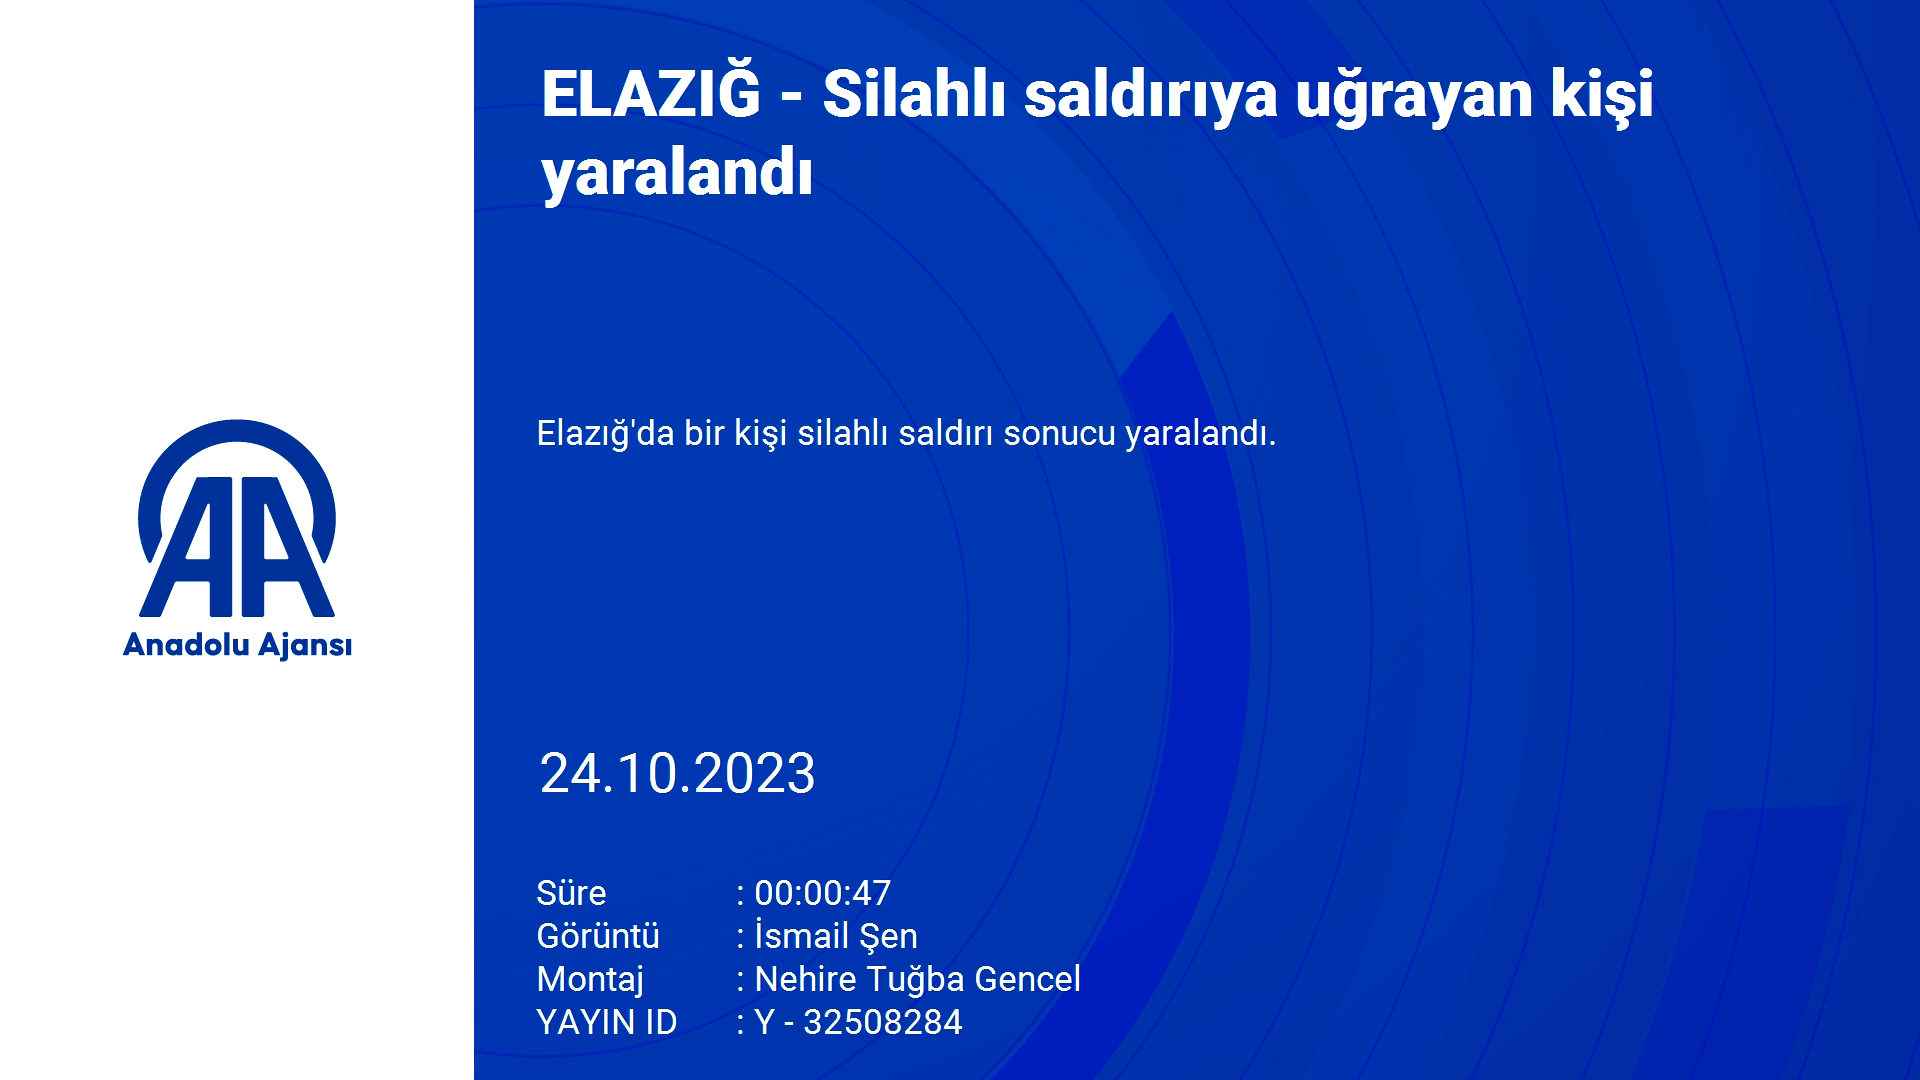 ELAZIĞ - Silahlı saldırıya uğrayan kişi
yaralandı
Elazığ'da bir kişi silahlı saldırı sonucu yaralandı.
AA
Anadolu Ajansı
24.10.2023
Süre : 00:00:47
Görüntü : İsmail Şen
Montaj : Nehire Tuğba Gencel
YAYIN ID : Y - 32508284